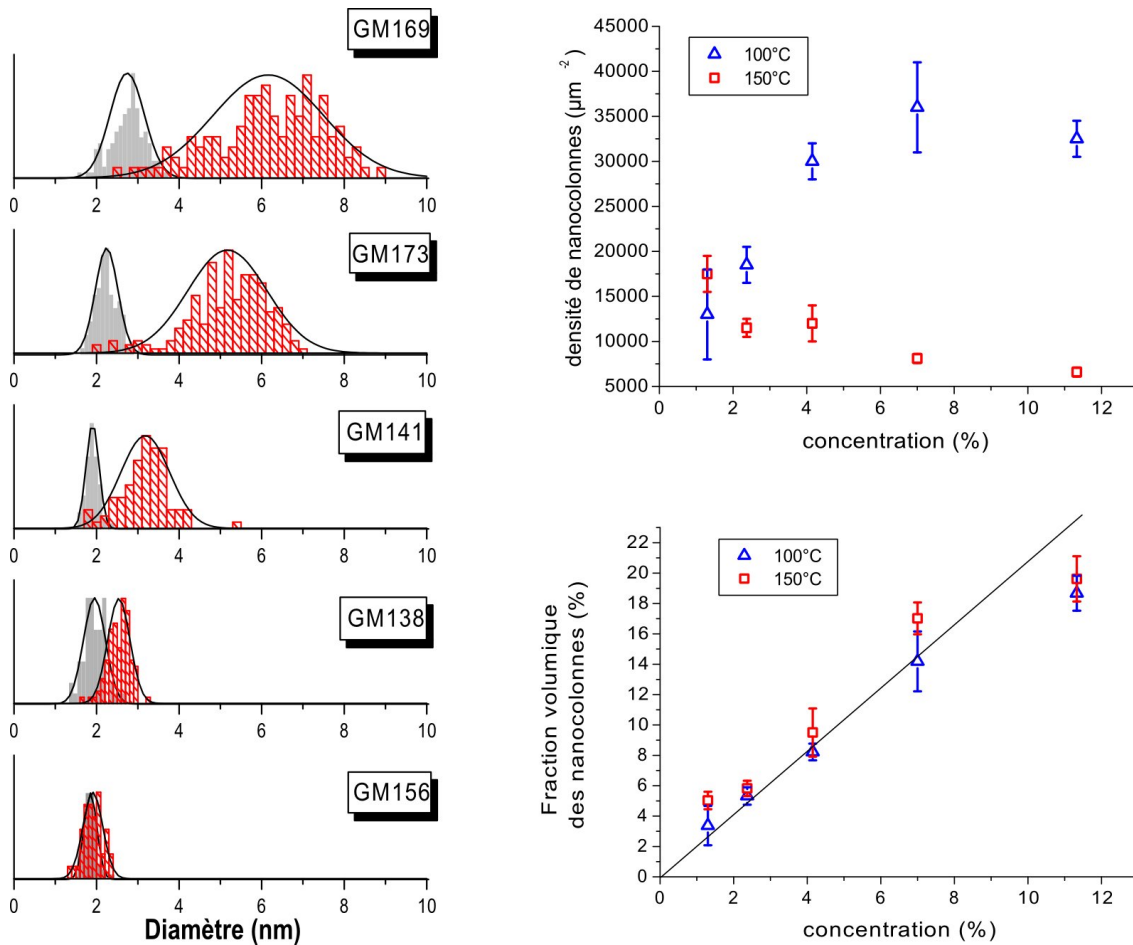 GM169
0 2 4 6 8 10
GM173
0 2 4 6 8 10
GM141
0 2 4 6 8 10
GM138
0 2 4 6 8 10
GM156
0 2 4 6 8 10
Diamètre (nm)
densité de nanocolonnes (µm⁻²)
45000
40000
35000
30000
25000
20000
15000
10000
5000
100°C
150°C
0 2 4 6 8 10 12
concentration (%)
Fraction volumique
des nanocolonnes (%)
22
20
18
16
14
12
10
8
6
4
2
0
100°C
150°C
0 2 4 6 8 10 12
concentration (%)